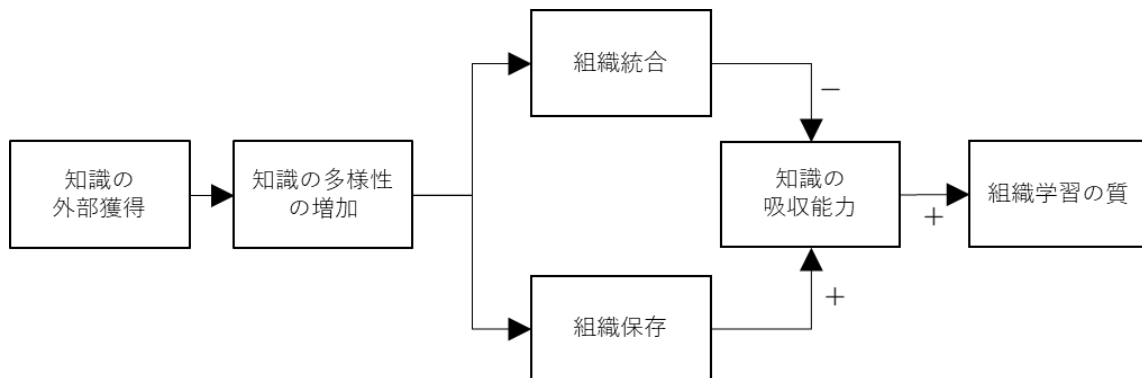 知識の
外部獲得
知識の多様性
の増加
組織統合
−
知識の
吸収能力
+
組織学習の質
組織保存
+